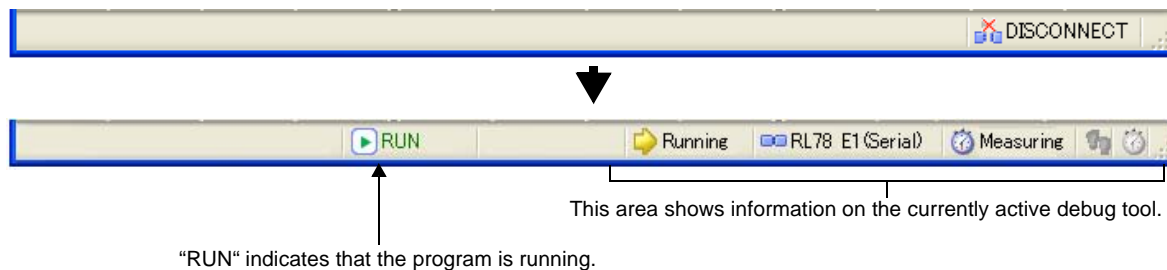 DISCONNECT
RUN Running RL78 E1(Serial) Measuring
This area shows information on the currently active debug tool.
“RUN“ indicates that the program is running.